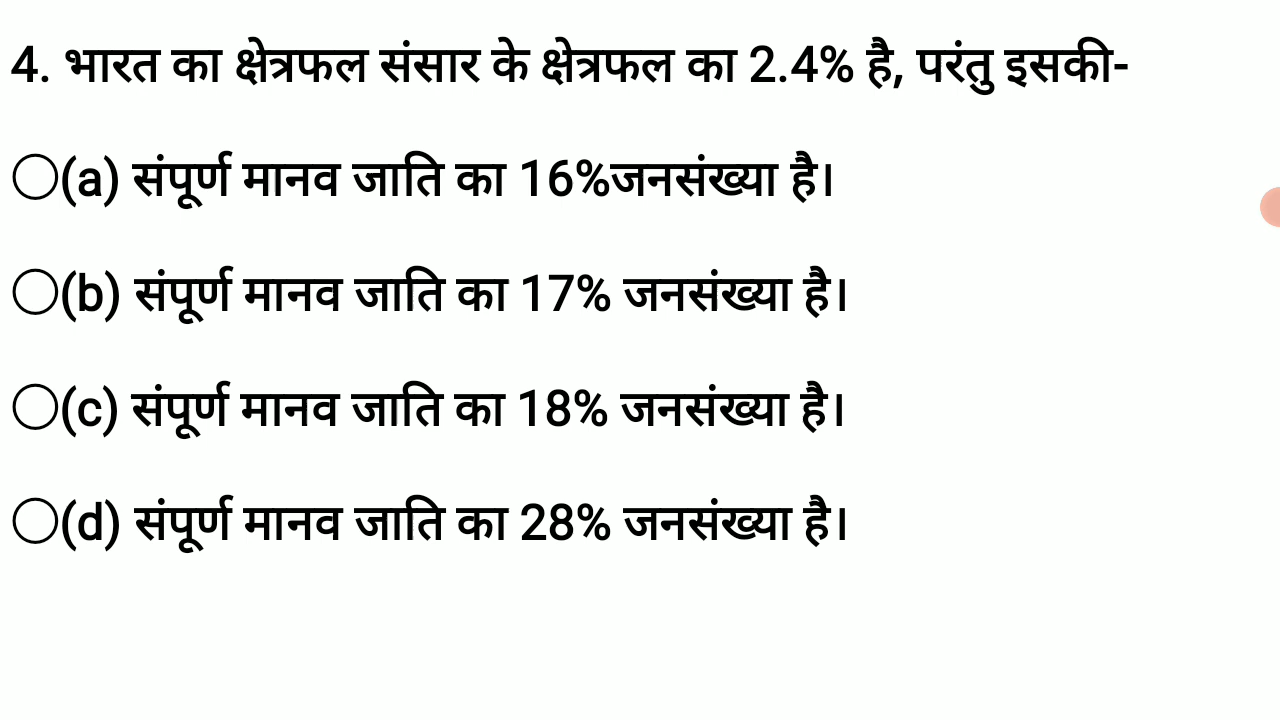 4. भारत का क्षेत्रफल संसार के क्षेत्रफल का 2.4% है, परंतु इसकी-
(a) संपूर्ण मानव जाति का 16%जनसंख्या है।
(b) संपूर्ण मानव जाति का 17% जनसंख्या है।
(c) संपूर्ण मानव जाति का 18% जनसंख्या है।
(d) संपूर्ण मानव जाति का 28% जनसंख्या है।